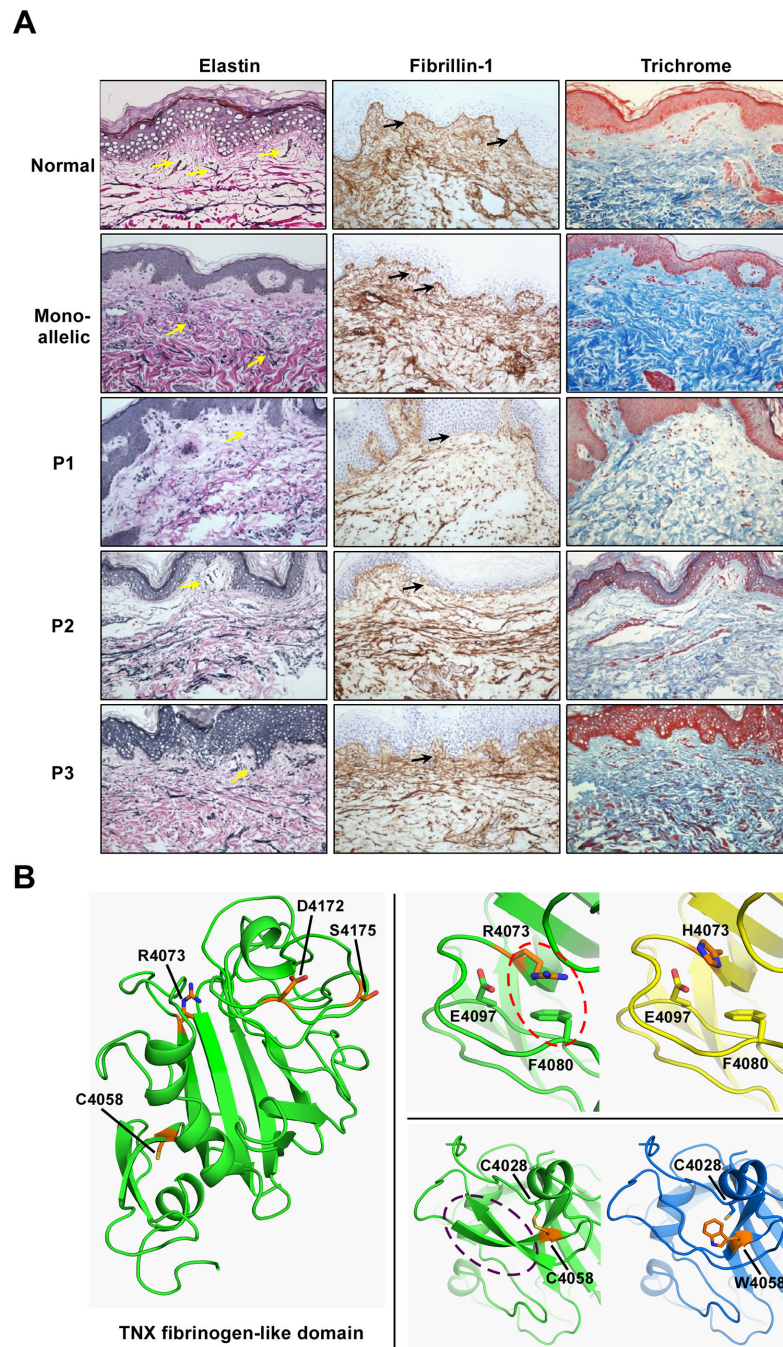 A
Elastin
Fibrillin-1
Trichrome
Normal
Mono-
allelic
P1
P2
P3
B
D4172
S4175
R4073
C4058
TNX fibrinogen-like domain
R4073
E4097
F4080
H4073
E4097
F4080
C4028
C4058
C4028
W4058